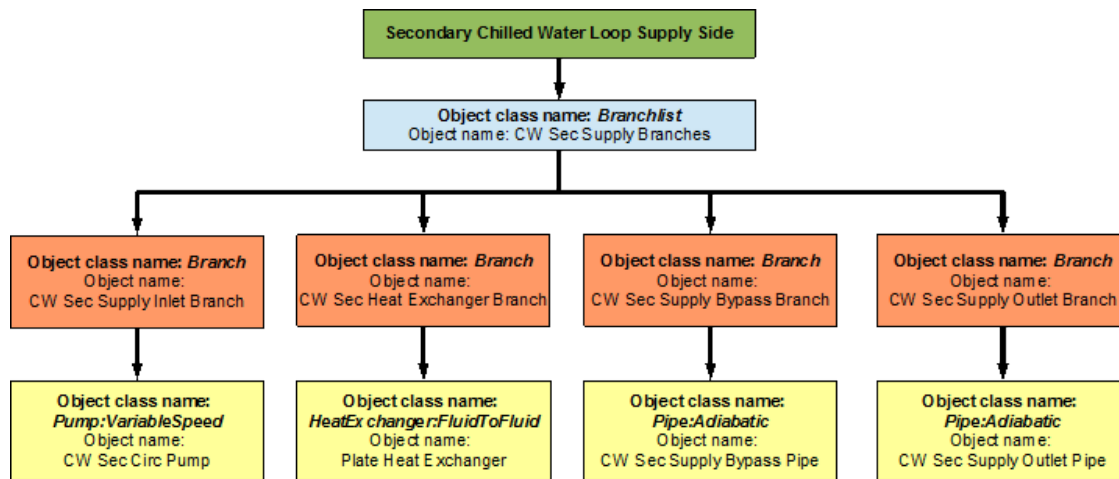 Secondary Chilled Water Loop Supply Side
Object class name: Branchlist
Object name: CW Sec Supply Branches
Object class name: Branch
Object name:
CW Sec Supply Inlet Branch
Object class name: Branch
Object name:
CW Sec Heat Exchanger Branch
Object class name: Branch
Object name:
CW Sec Supply Bypass Branch
Object class name: Branch
Object name:
CW Sec Supply Outlet Branch
Object class name:
Pump:VariableSpeed
Object name:
CW Sec Circ Pump
Object class name:
HeatExchanger:FluidToFluid
Object name:
Plate Heat Exchanger
Object class name:
Pipe:Adiabatic
Object name:
CW Sec Supply Bypass Pipe
Object class name:
Pipe:Adiabatic
Object name:
CW Sec Supply Outlet Pipe